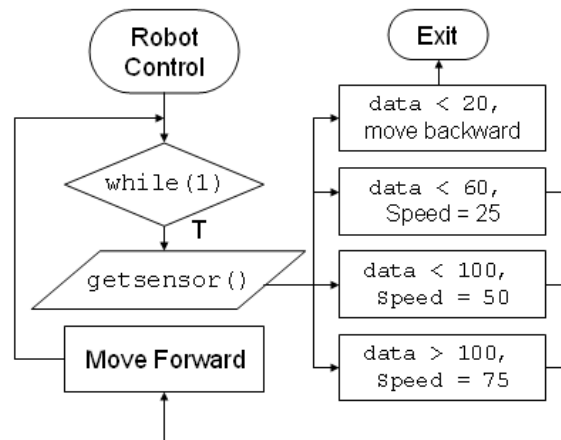 Robot
Control
while(1)
T
getsensor()
Move Forward
Exit
data < 20,
move backward
data < 60,
Speed = 25
data < 100,
Speed = 50
data > 100,
Speed = 75